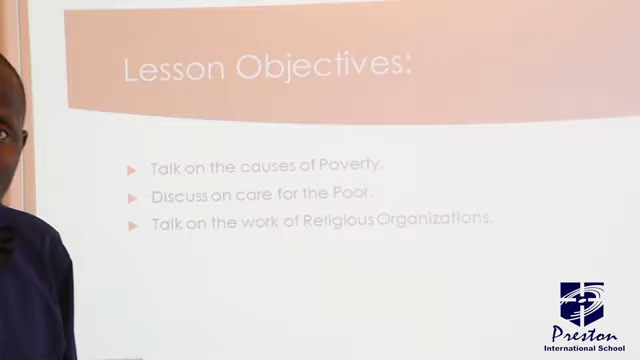 Lesson Objectives:
Talk on the causes of Poverty.
Discuss on care for the Poor.
Talk on the work of Religious Organizations.
Preston
International School